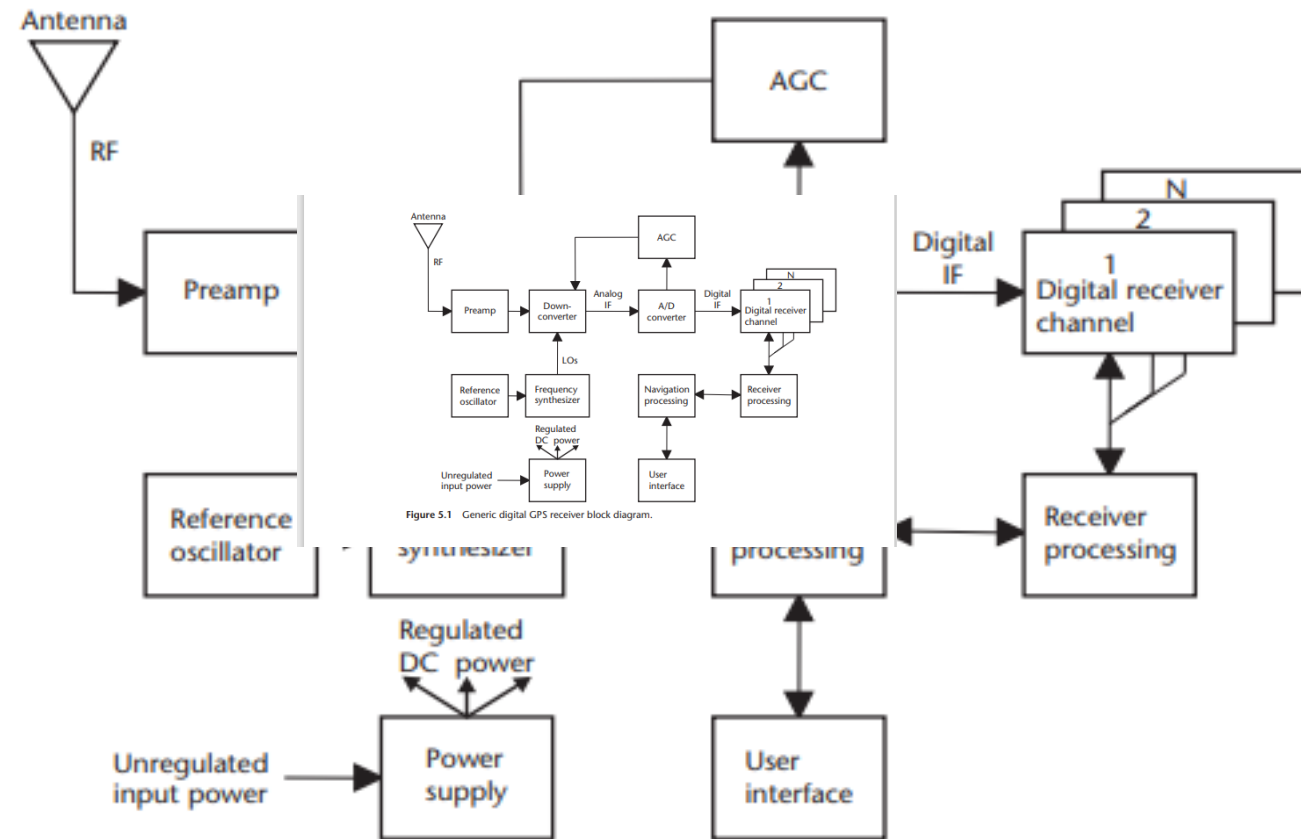 Antenna
AGC
RF
N
2
Digital
IF
1
Preamp
Digital receiver
channel
Antenna
AGC
RF
N
2
Analog
IF
Digital
IF
1
Preamp
Down-
converter
A/D
converter
Digital receiver
channel
LOs
Reference
oscillator
Frequency
synthesizer
Navigation
processing
Receiver
processing
Regulated
DC power
Unregulated
input power
Power
supply
User
interface
Figure 5.1 Generic digital GPS receiver block diagram.
Reference
oscillator
synthesizer
processing
Receiver
processing
Regulated
DC power
Unregulated
input power
Power
supply
User
interface